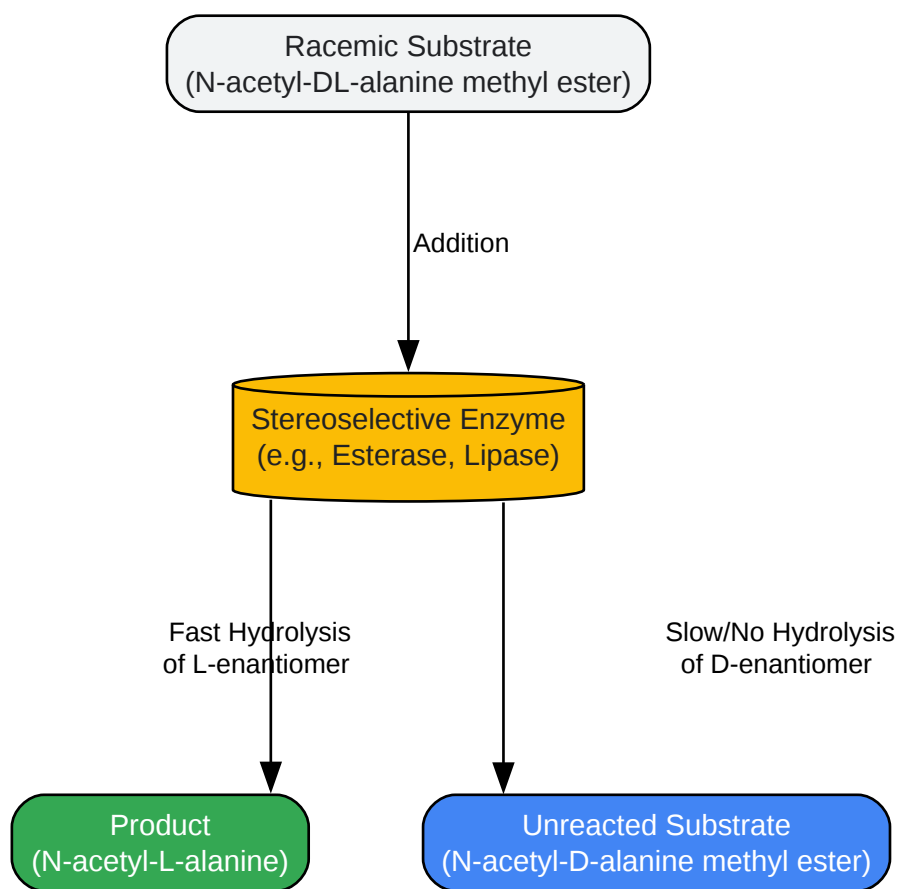 Racemic Substrate
(N-acetyl-DL-alanine methyl ester)
Addition
Stereoselective Enzyme
(e.g., Esterase, Lipase)
Fast Hydrolysis
of L-enantiomer
Slow/No Hydrolysis
of D-enantiomer
Product
(N-acetyl-L-alanine)
Unreacted Substrate
(N-acetyl-D-alanine methyl ester)